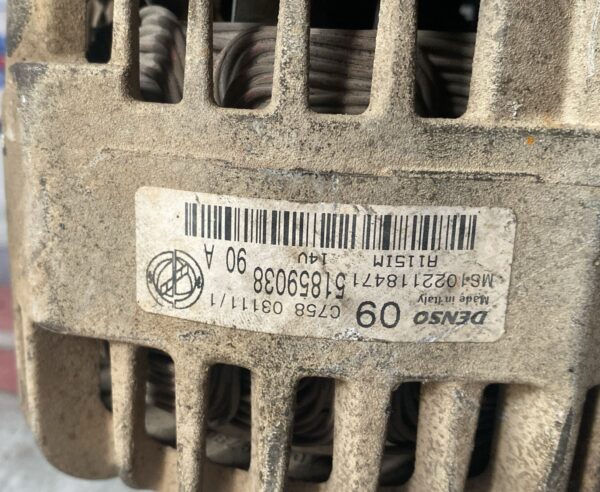 DENSO 09 C758 03111/1
Made in Italy
MS1022118471 51859038 90 A
A115IM 14V